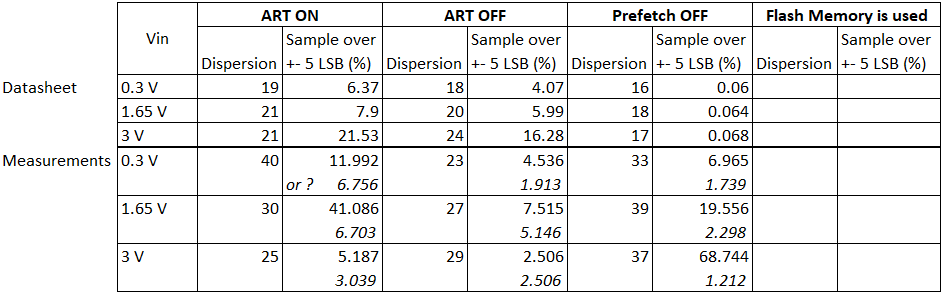 ART ON ART OFF Prefetch OFF Flash Memory is used
Vin Sample over Sample over Sample over Sample over
Dispersion +- 5 LSB (%) Dispersion +- 5 LSB (%) Dispersion +- 5 LSB (%) Dispersion +- 5 LSB (%)
Datasheet 0.3 V 19 6.37 18 4.07 16 0.06
1.65 V 21 7.9 20 5.99 18 0.064
3 V 21 21.53 24 16.28 17 0.068
Measurements 0.3 V 40 11.992 23 4.536 33 6.965
or ? 6.756 1.913 1.739
1.65 V 30 41.086 27 7.515 39 19.556
6.703 5.146 2.298
3 V 25 5.187 29 2.506 37 68.744
3.039 2.506 1.212